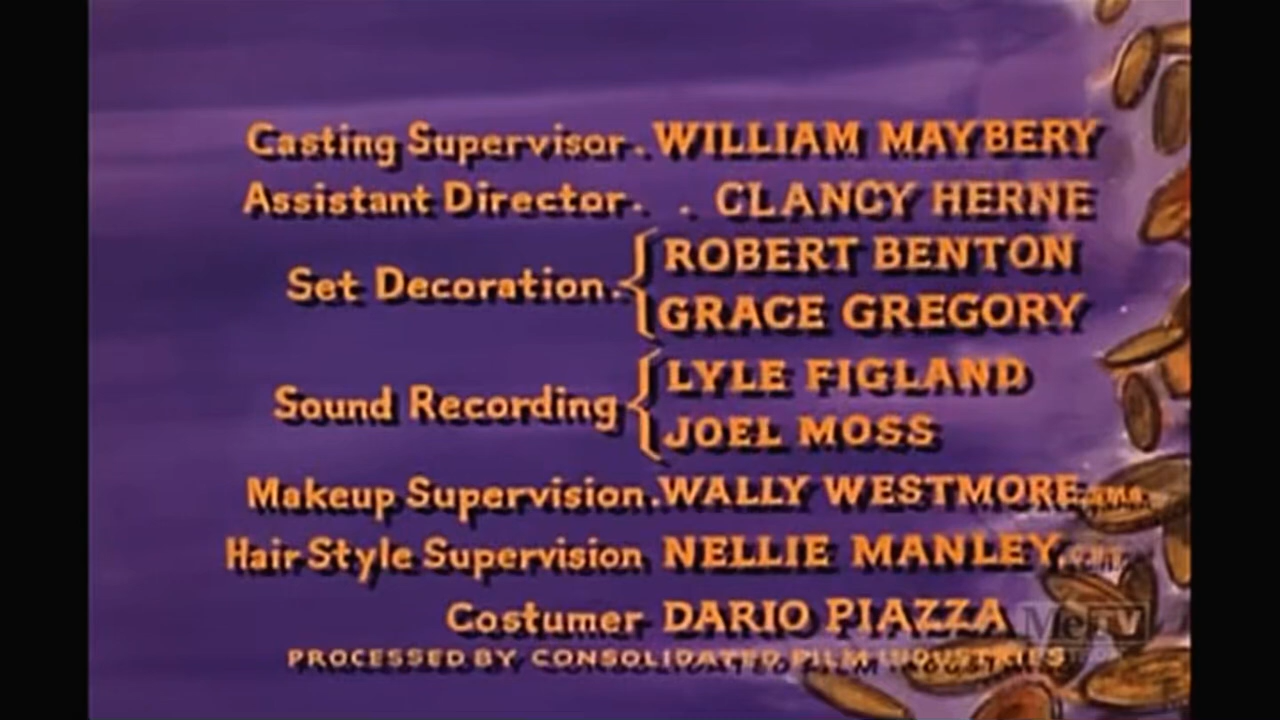 Casting Supervisor. WILLIAM MAYBERY
Assistant Director. . CLANCY HERNE
Set Decoration. ROBERT BENTON
GRACE GREGORY
Sound Recording LYLE FIGLAND
JOEL MOSS
Makeup Supervision. WALLY WESTMORE
Hair Style Supervision NELLIE MANLEY,
Costumer DARIO PIAZZA
MeTV
PROCESSED BY CONSOLIDATED FILM INDUSTRIES